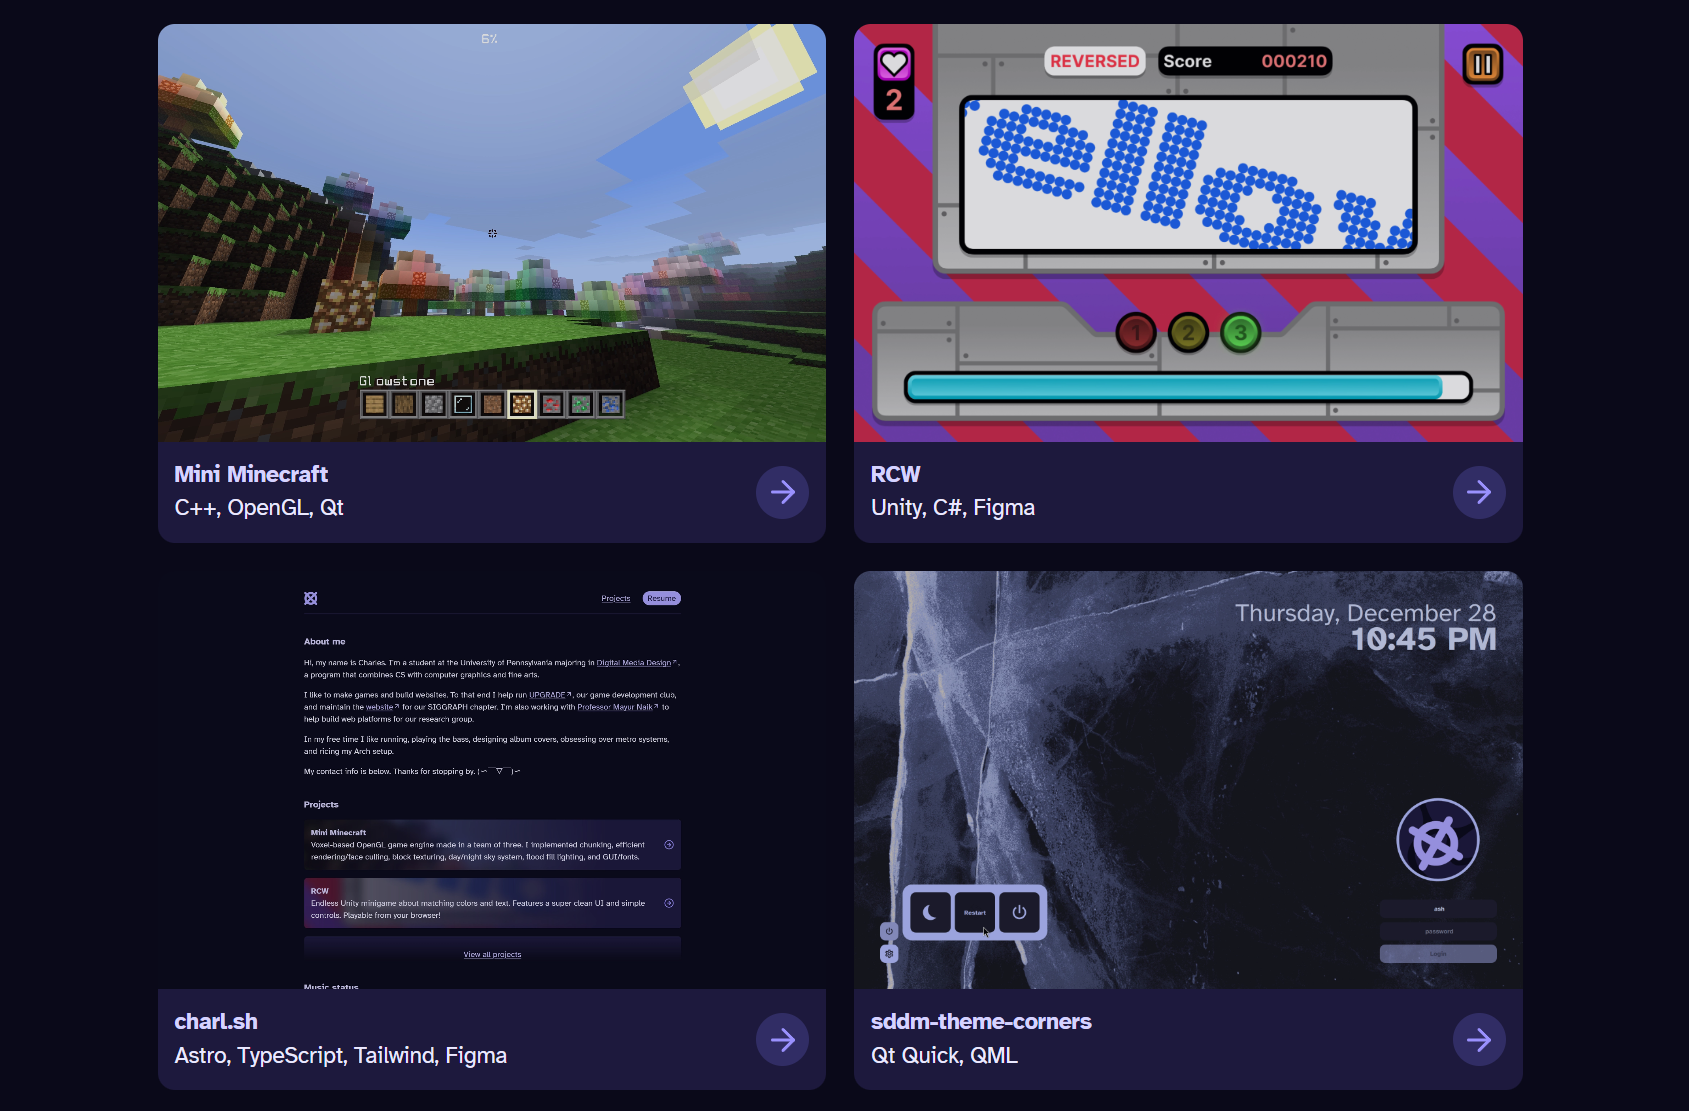 6%
Glowstone
Mini Minecraft
C++, OpenGL, Qt
REVERSED
Score 000210
2
ellow
1 2 3
RCW
Unity, C#, Figma
Projects
Resume
About me
Hi, my name is Charles. I'm a student at the University of Pennsylvania majoring in Digital Media Design↗,
a program that combines CS with computer graphics and fine arts.
I like to make games and build websites. To that end I help run UPGRADE↗, our game development club,
and maintain the website↗ for our SIGGRAPH chapter. I'm also working with Professor Mayur Naik↗ to
help build web platforms for our research group.
In my free time I like running, playing the bass, designing album covers, obsessing over metro systems,
and ricing my Arch setup.
My contact info is below. Thanks for stopping by. (∽‾▽‾)∽
Projects
Mini Minecraft
Voxel-based OpenGL game engine made in a team of three. I implemented chunking, efficient
rendering/face culling, block texturing, day/night sky system, flood fill lighting, and GUI/fonts.
RCW
Endless Unity minigame about matching colors and text. Features a super clean UI and simple
controls. Playable from your browser!
View all projects
Music status
charl.sh
Astro, TypeScript, Tailwind, Figma
Thursday, December 28
10:45 PM
Restart
ash
password
Login
sddm-theme-corners
Qt Quick, QML